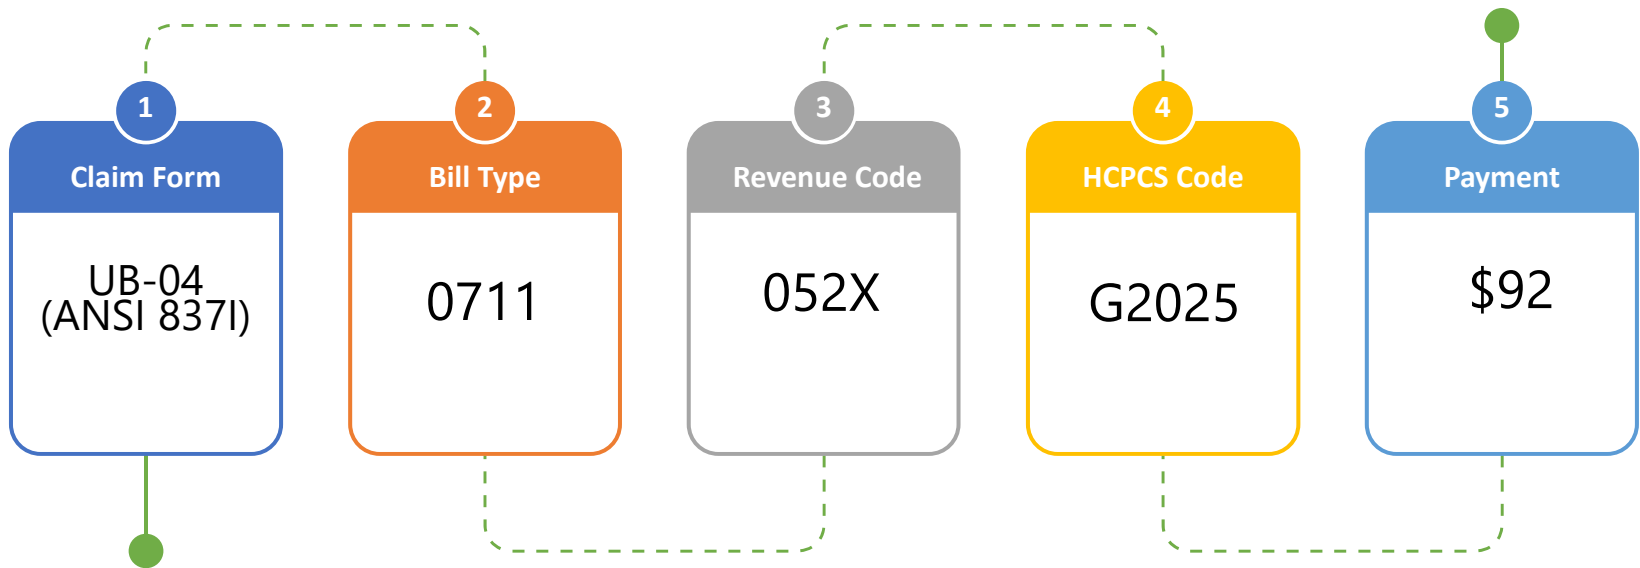 1
Claim Form
UB-04
(ANSI 837I)
2
Bill Type
0711
3
Revenue Code
052X
4
HCPCS Code
G2025
5
Payment
$92